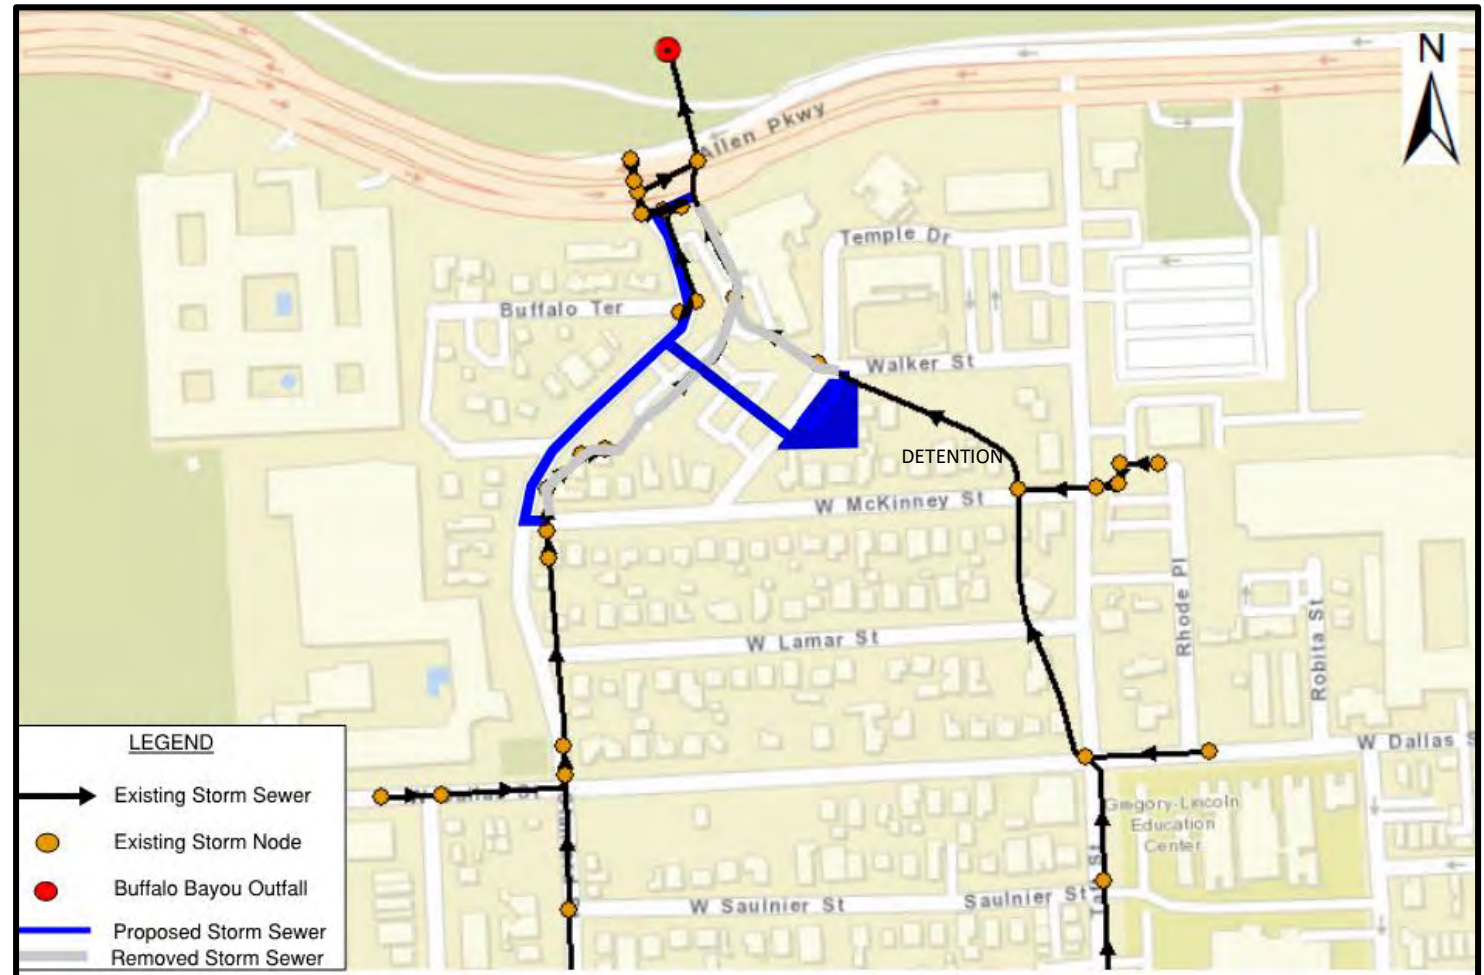 N
Allen Pkwy
Temple Dr
Buffalo Ter
Walker St
DETENTION
W McKinney St
Rhode Pl
W Lamar St
Robita St
LEGEND
W Dallas S
Existing Storm Sewer
W Dallas St
Gregory-Lincoln
Education
Center
Existing Storm Node
Buffalo Bayou Outfall
Saulnier St
W Saulnier St
Proposed Storm Sewer
Removed Storm Sewer